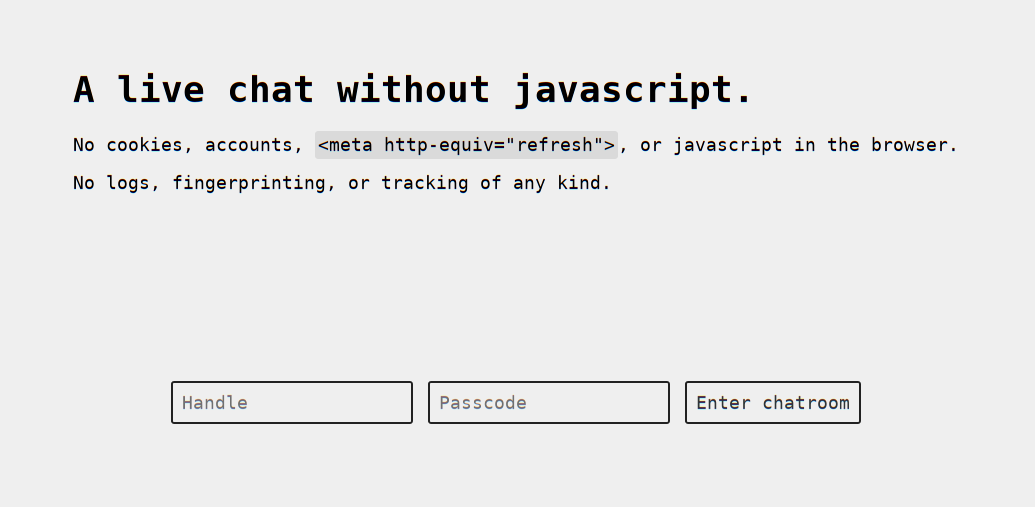 A live chat without javascript.
No cookies, accounts, <meta http-equiv="refresh">, or javascript in the browser.
No logs, fingerprinting, or tracking of any kind.
Handle Passcode Enter chatroom